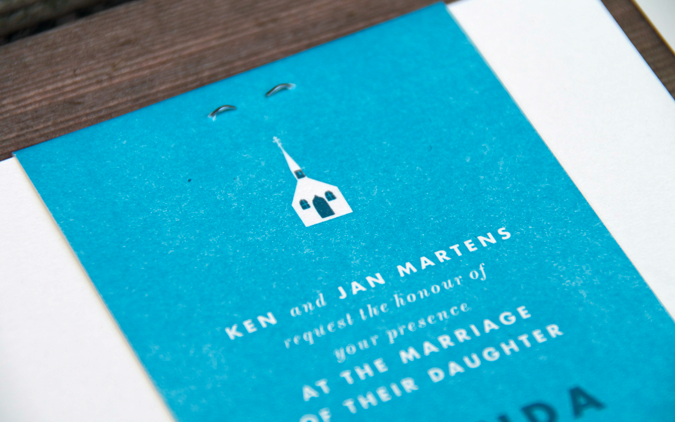 KEN and JAN MARTENS
request the honour of
your presence
AT THE MARRIAGE
OF THEIR DAUGHTER